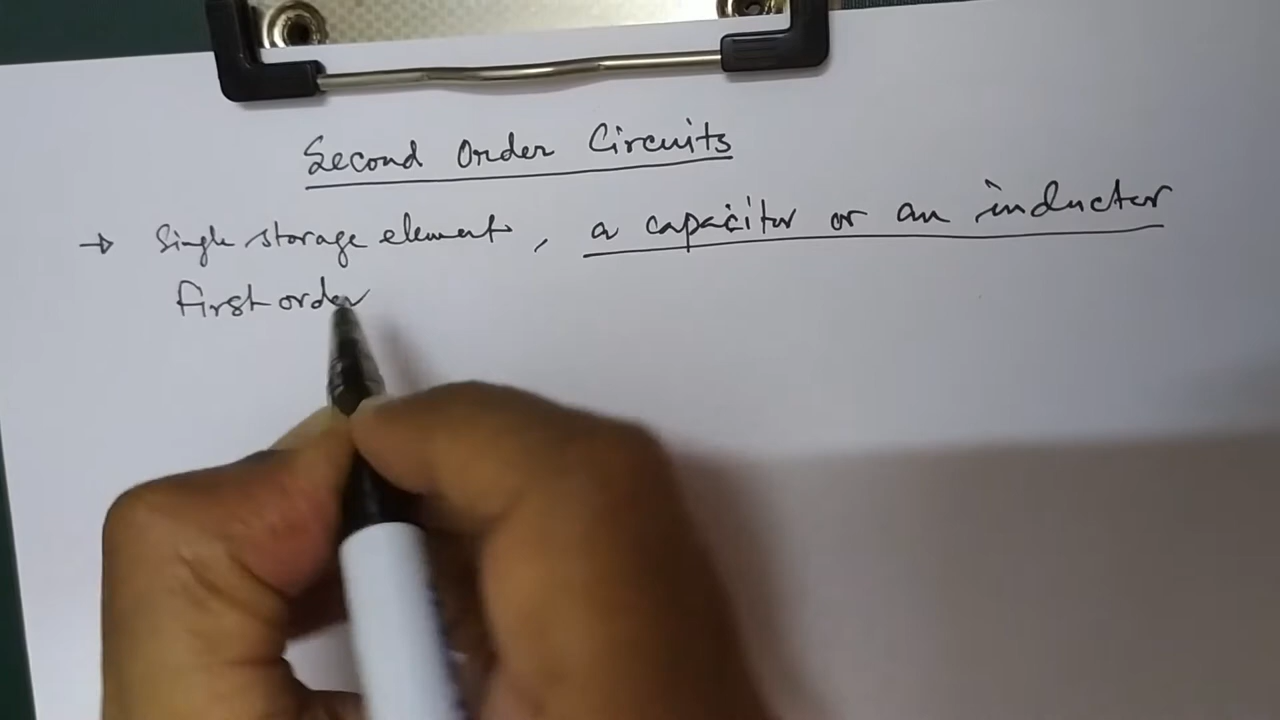 Second Order Circuits
→ Single storage element, a capacitor or an inductor
first order